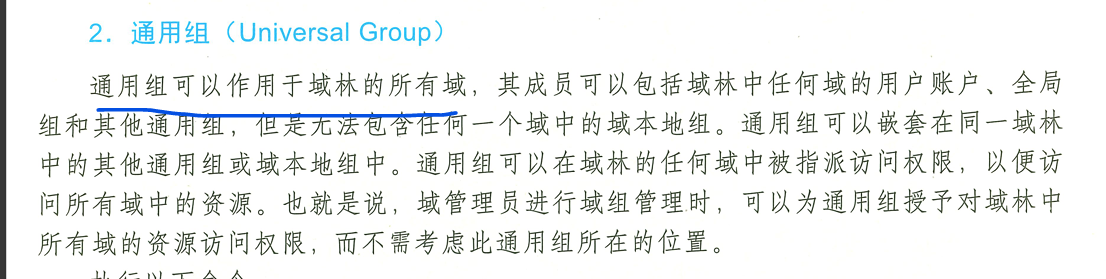 2．通用组（Universal Group）
通用组可以作用于域林的所有域，其成员可以包括域林中任何域的用户账户、全局
组和其他通用组，但是无法包含任何一个域中的域本地组。通用组可以嵌套在同一域林
中的其他通用组或域本地组中。通用组可以在域林的任何域中被指派访问权限，以便访
问所有域中的资源。也就是说，域管理员进行域组管理时，可以为通用组授予对域林中
所有域的资源访问权限，而不需考虑此通用组所在的位置。
执行以下命令